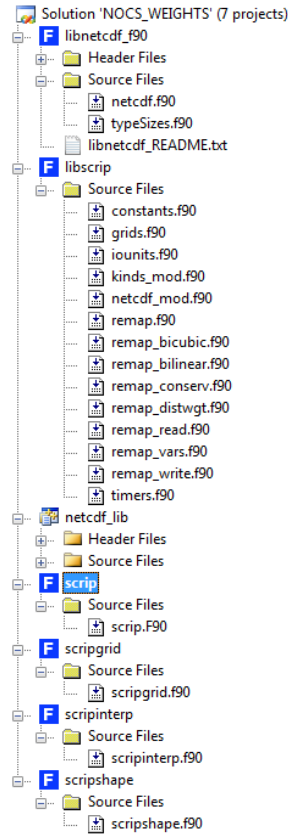 Solution 'NOCS_WEIGHTS' (7 projects)
F libnetcdf_f90
Header Files
Source Files
netcdf.f90
typeSizes.f90
libnetcdf_README.txt
F libscrip
Source Files
constants.f90
grids.f90
iounits.f90
kinds_mod.f90
netcdf_mod.f90
remap.f90
remap_bicubic.f90
remap_bilinear.f90
remap_conserv.f90
remap_distwgt.f90
remap_read.f90
remap_vars.f90
remap_write.f90
timers.f90
netcdf_lib
Header Files
Source Files
F scrip
Source Files
scrip.F90
F scripgrid
Source Files
scripgrid.f90
F scripinterp
Source Files
scripinterp.f90
F scripshape
Source Files
scripshape.f90